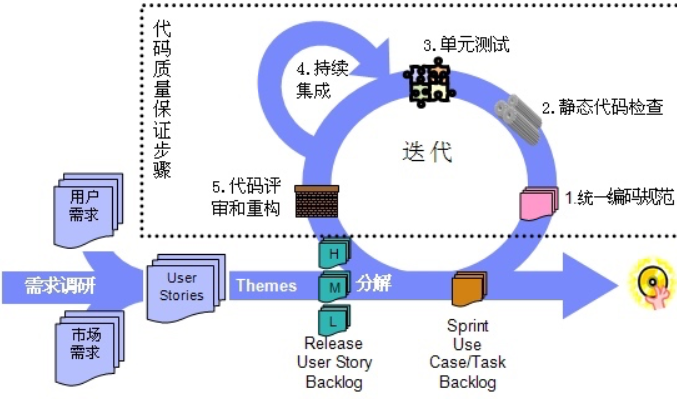 代
码
质
量
保
证
步
骤
3.单元测试
4.持续
集成
2.静态代码检查
迭代
5.代码评
审和重构
1.统一编码规范
用户
需求
需求调研
User
Stories
Themes
H
M
L
分解
市场
需求
Release
User Story
Backlog
Sprint
Use
Case/Task
Backlog